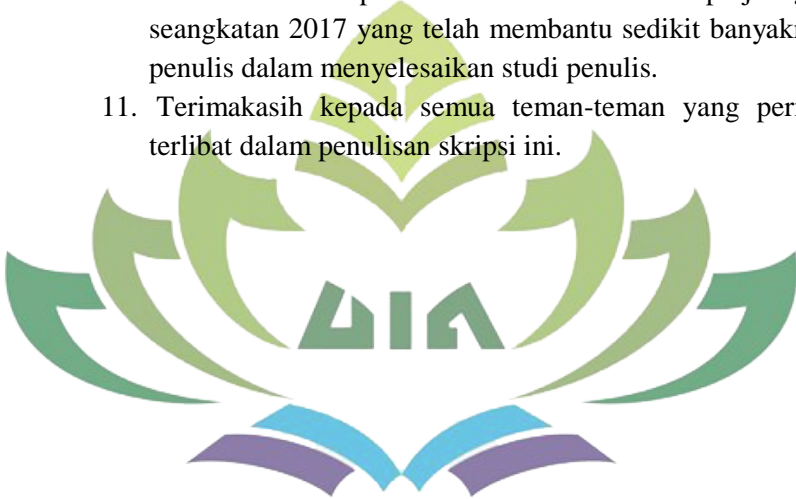 seangkatan 2017 yang telah membantu sedikit
penulis dalam menyelesaikan studi penulis.
11. Terimakasih kepada semua teman-teman yang
terlibat dalam penulisan skripsi ini.
UIN